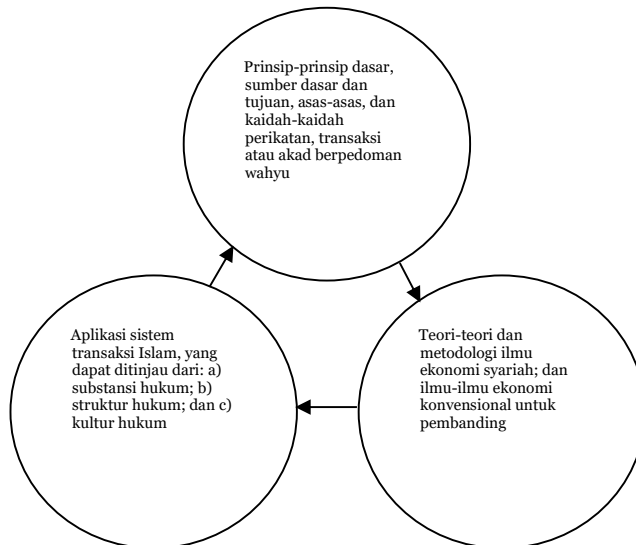 Prinsip-prinsip dasar,
sumber dasar dan
tujuan, asas-asas, dan
kaidah-kaidah
perikatan, transaksi
atau akad berpedoman
wahyu
Aplikasi sistem
transaksi Islam, yang
dapat ditinjau dari: a)
substansi hukum; b)
struktur hukum; dan c)
kultur hukum
Teori-teori dan
metodologi ilmu
ekonomi syariah; dan
ilmu-ilmu ekonomi
konvensional untuk
pembanding